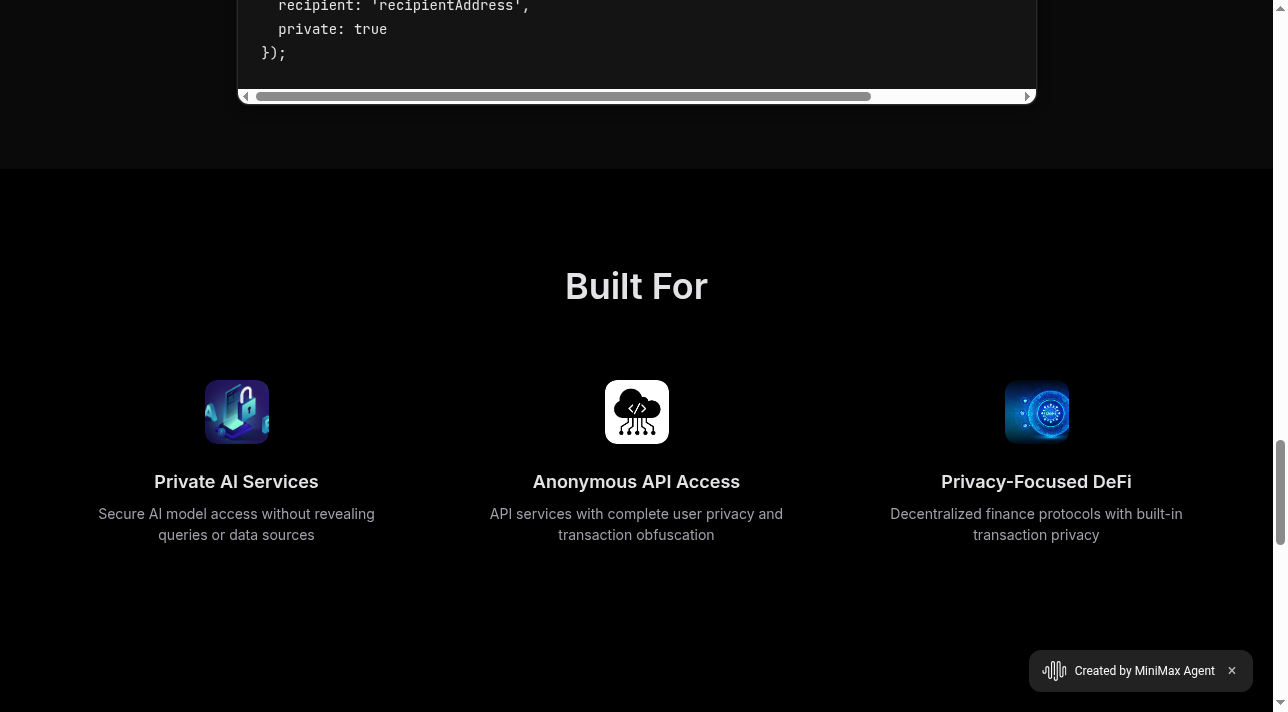 recipient: 'recipientAddress',
private: true
});
Built For
Private AI Services
Secure AI model access without revealing
queries or data sources
Anonymous API Access
API services with complete user privacy and
transaction obfuscation
Privacy-Focused DeFi
Decentralized finance protocols with built-in
transaction privacy
Created by MiniMax Agent ×